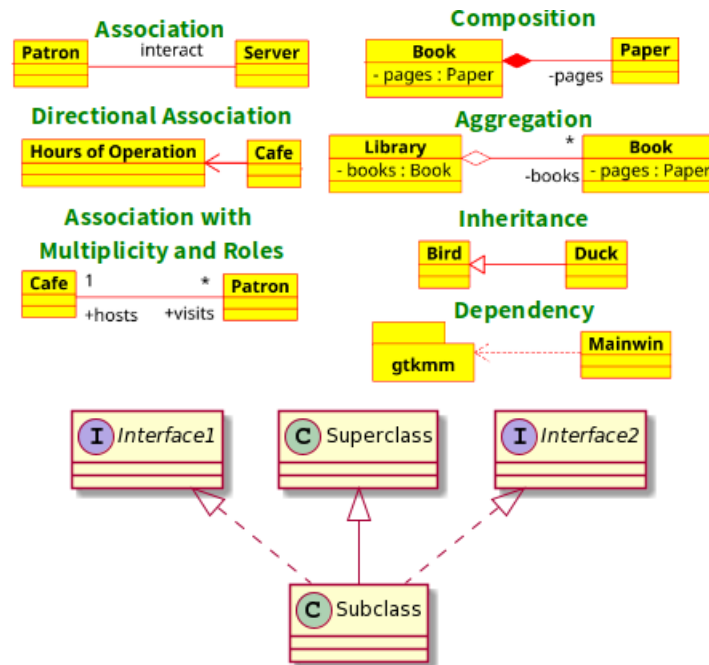 Association
Patron
interact
Server
Composition
Book
- pages : Paper
-pages
Paper
Directional Association
Hours of Operation
Cafe
Aggregation
Library
- books : Book
*
-books
Book
- pages : Paper
Association with
Multiplicity and Roles
Cafe
1
*
+hosts
+visits
Patron
Inheritance
Bird
Duck
Dependency
gtkmm
Mainwin
I Interface1
C Superclass
I Interface2
C Subclass